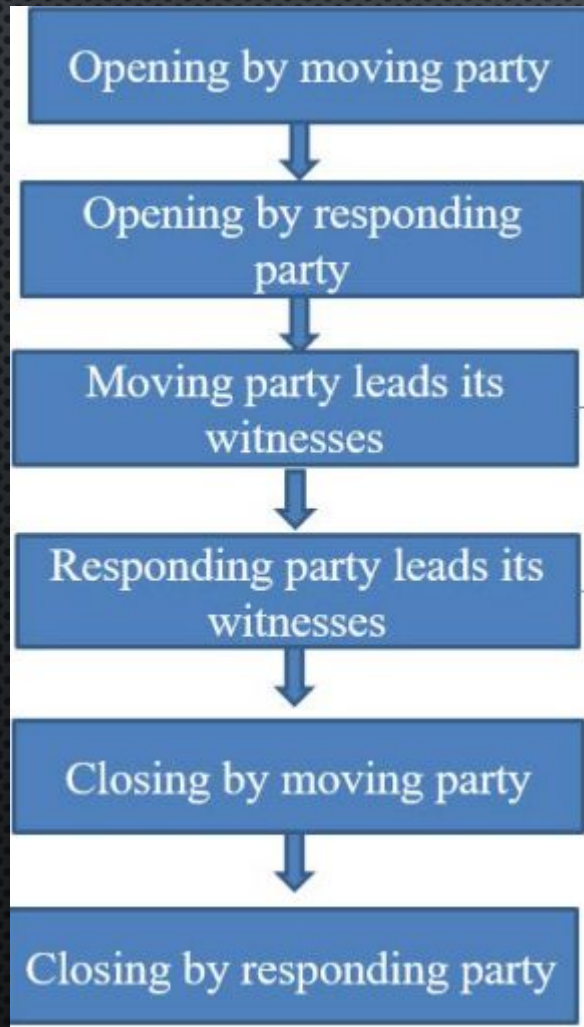 Opening by moving party
Opening by responding
party
Moving party leads its
witnesses
Responding party leads its
witnesses
Closing by moving party
Closing by responding party